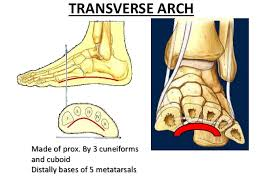 TRANSVERSE ARCH
Made of prox. By 3 cuneiforms
and cuboid
Distally bases of 5 metatarsals